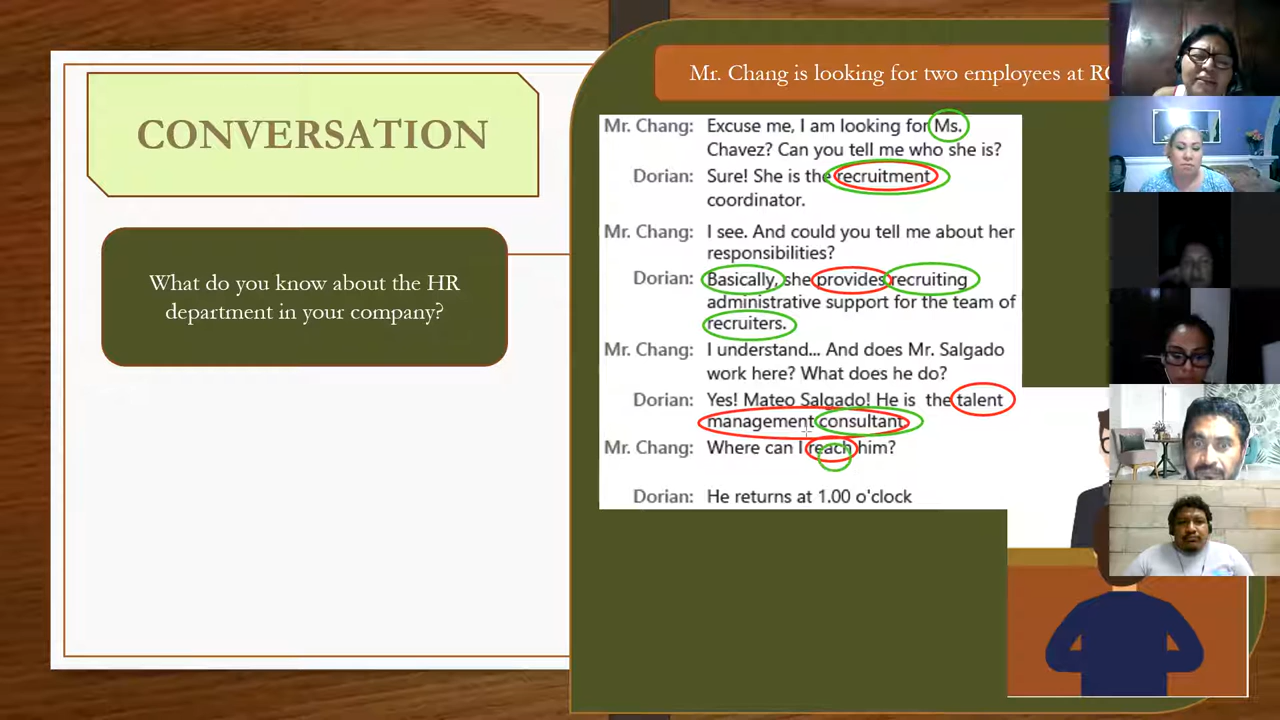 CONVERSATION
What do you know about the HR
department in your company?
Mr. Chang is looking for two employees at
Mr. Chang: Excuse me, I am looking for Ms.
Chavez? Can you tell me who she is?
Dorian: Sure! She is the recruitment
coordinator.
Mr. Chang: I see. And could you tell me about her
responsibilities?
Dorian: Basically, she provides recruiting
administrative support for the team of
recruiters.
Mr. Chang: I understand... And does Mr. Salgado
work here? What does he do?
Dorian: Yes! Mateo Salgado! He is the talent
management consultant
Mr. Chang: Where can I reach him?
Dorian: He returns at 1.00 o'clock